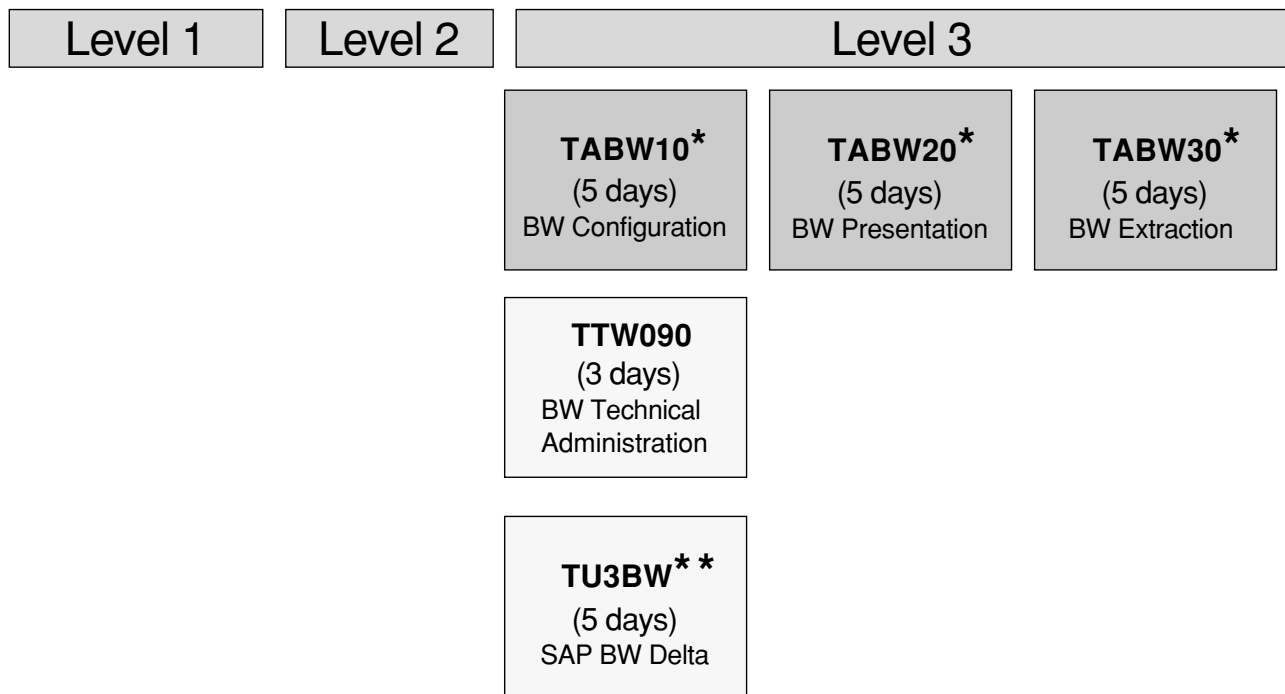 Level 1
Level 2
Level 3
TABW10*
(5 days)
BW Configuration
TABW20*
(5 days)
BW Presentation
TABW30*
(5 days)
BW Extraction
TTW090
(3 days)
BW Technical
Administration
TU3BW**
(5 days)
SAP BW Delta